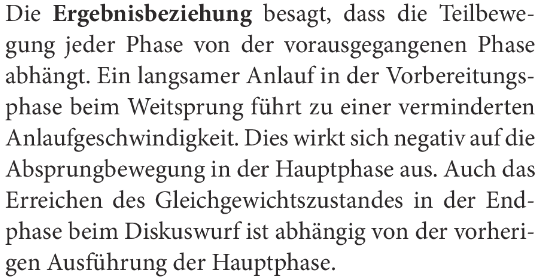 Die Ergebnisbeziehung besagt, dass die Teilbewe-
gung jeder Phase von der vorausgegangenen Phase
abhängt. Ein langsamer Anlauf in der Vorbereitungs-
phase beim Weitsprung führt zu einer verminderten
Anlaufgeschwindigkeit. Dies wirkt sich negativ auf die
Absprungbewegung in der Hauptphase aus. Auch das
Erreichen des Gleichgewichtszustandes in der End-
phase beim Diskuswurf ist abhängig von der vorheri-
gen Ausführung der Hauptphase.